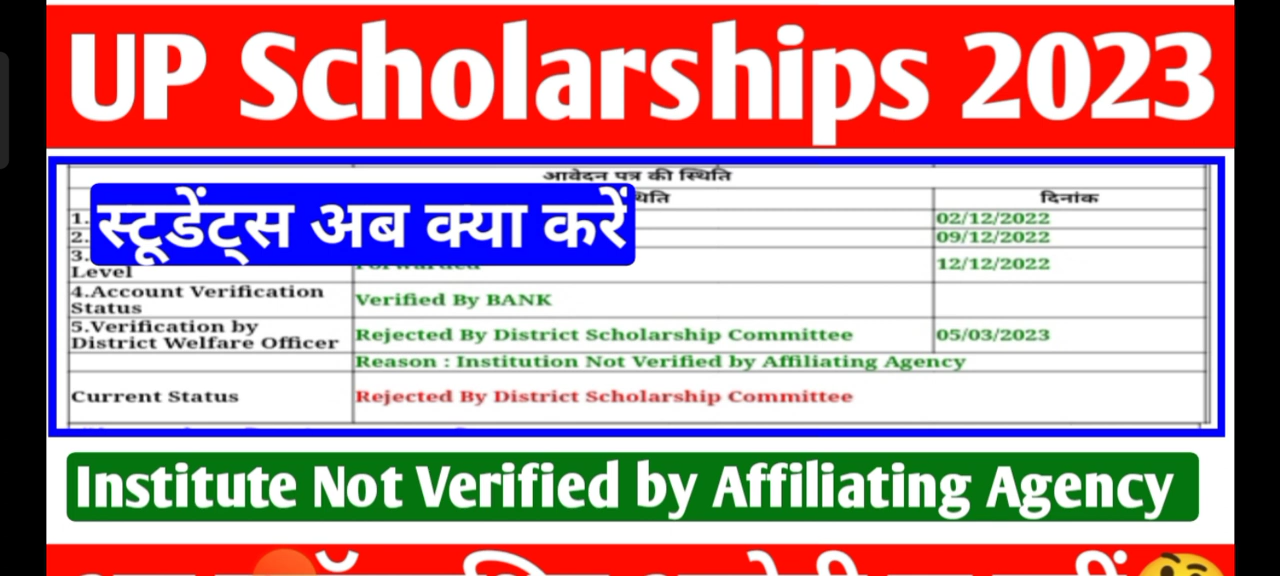 UP Scholarships 2023
आवेदन पत्र की स्थिति
दिनांक
स्टूडेंट्स अब क्या करें
1. 02/12/2022
2. 09/12/2022
3.
Level Forwarded 12/12/2022
4.Account Verification
Status Verified By BANK
5.Verification by
District Welfare Officer Rejected By District Scholarship Committee 05/03/2023
Reason : Institution Not Verified by Affiliating Agency
Current Status Rejected By District Scholarship Committee
Institute Not Verified by Affiliating Agency